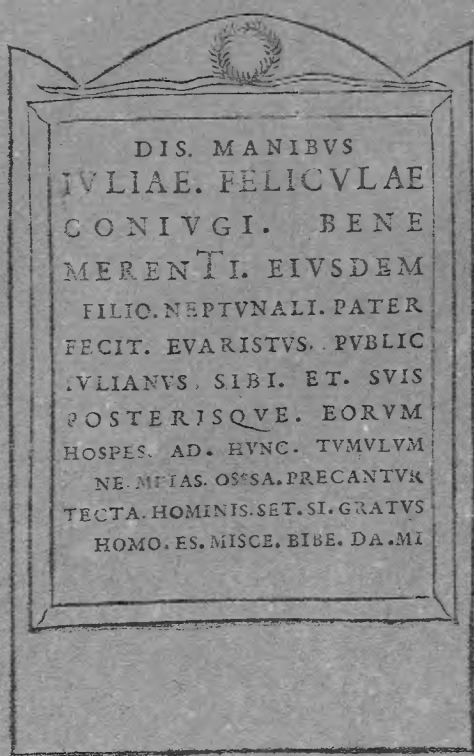 DIS. MANIBVS
IVLIAE. FELICVLAE
CONIVGI. BENE
MERENTI. EIVSDEM
FILIO. NEPTVNALI. PATER
FECIT. EVARISTVS. PVBLIC
IVLIANVS. SIBI. ET. SVIS
POSTERISQVE. EORVM
HOSPES. AD. HVNC. TVMVLVM
NE. MEIAS. OSSA. PRECANTVR
TECTA. HOMINIS. SET. SI. GRATVS
HOMO. ES. MISCE. BIBE. DA. MI